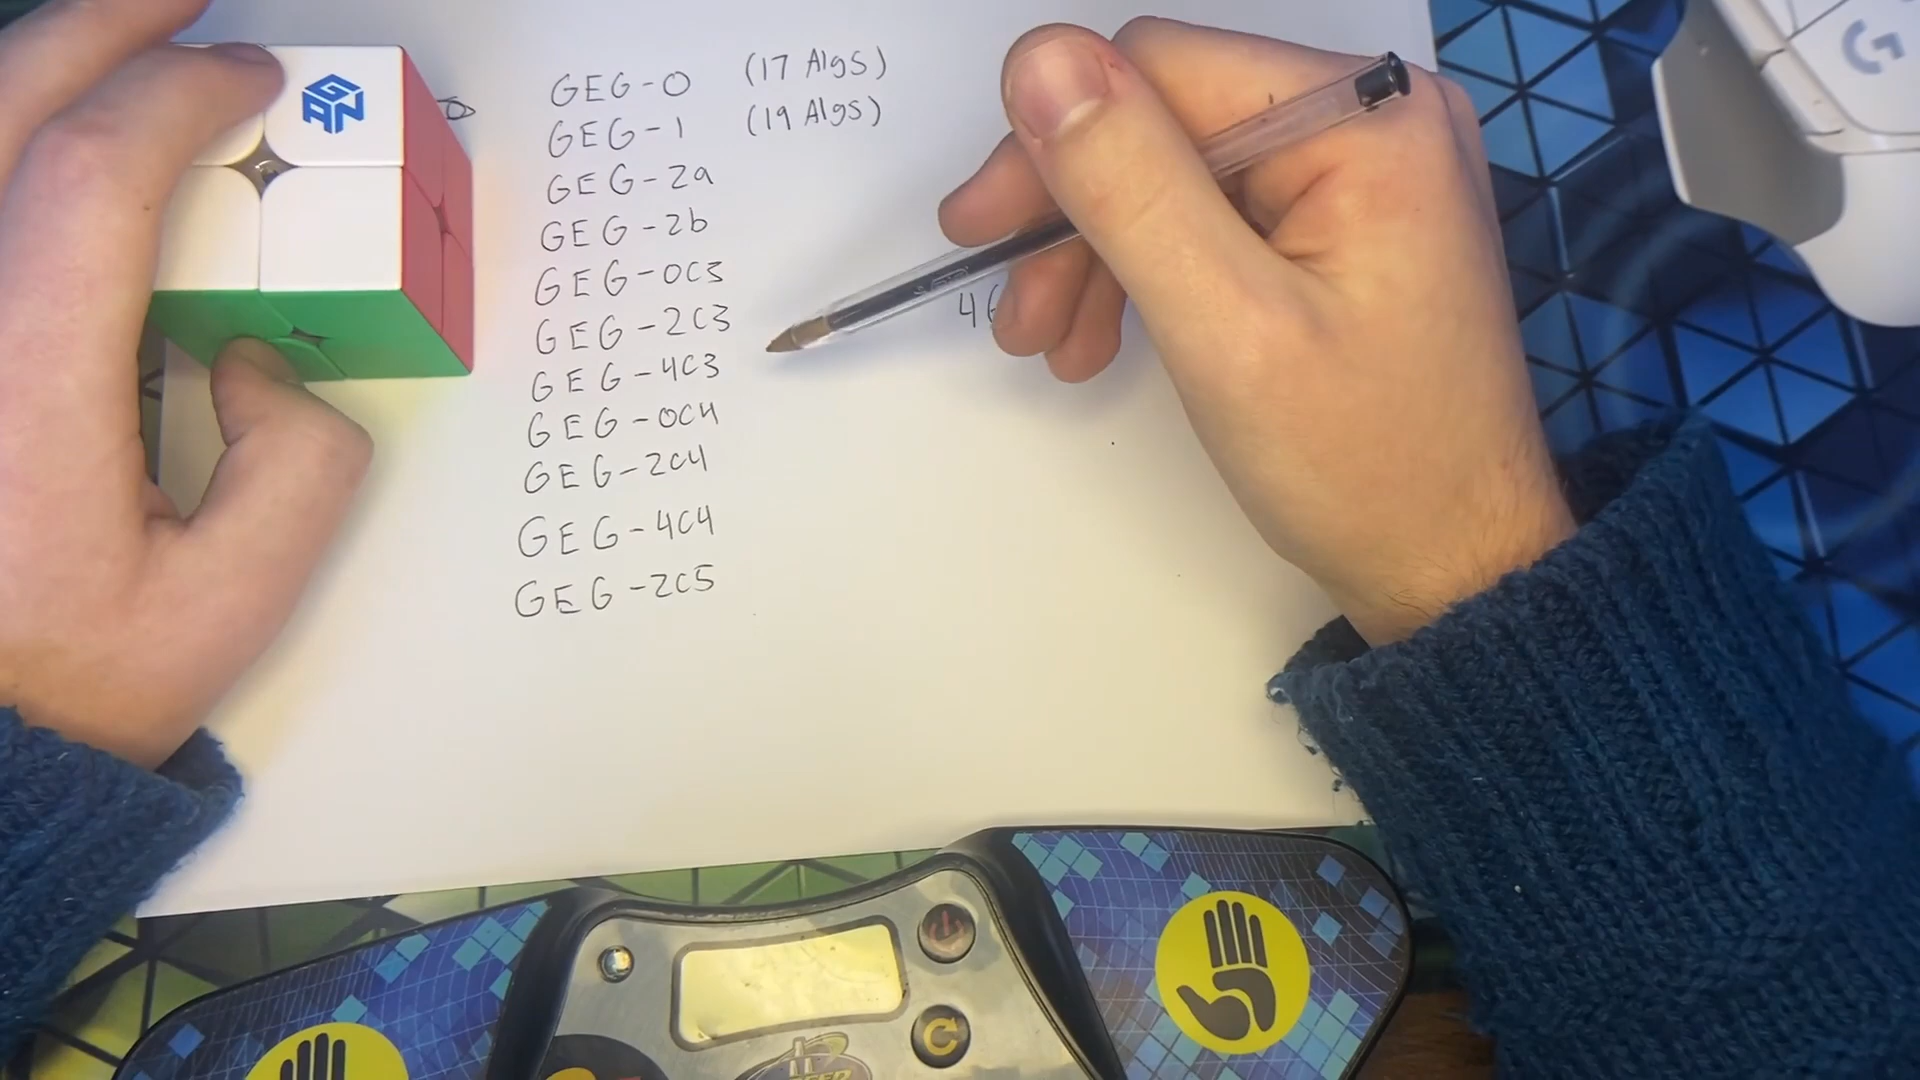 GAN
GEG-0 (17 Algs)
GEG-1 (19 Algs)
GEG-2a
GEG-2b
GEG-0C3
GEG-2C3
GEG-4C3
GEG-0C4
GEG-2C4
GEG-4C4
GEG-2C5